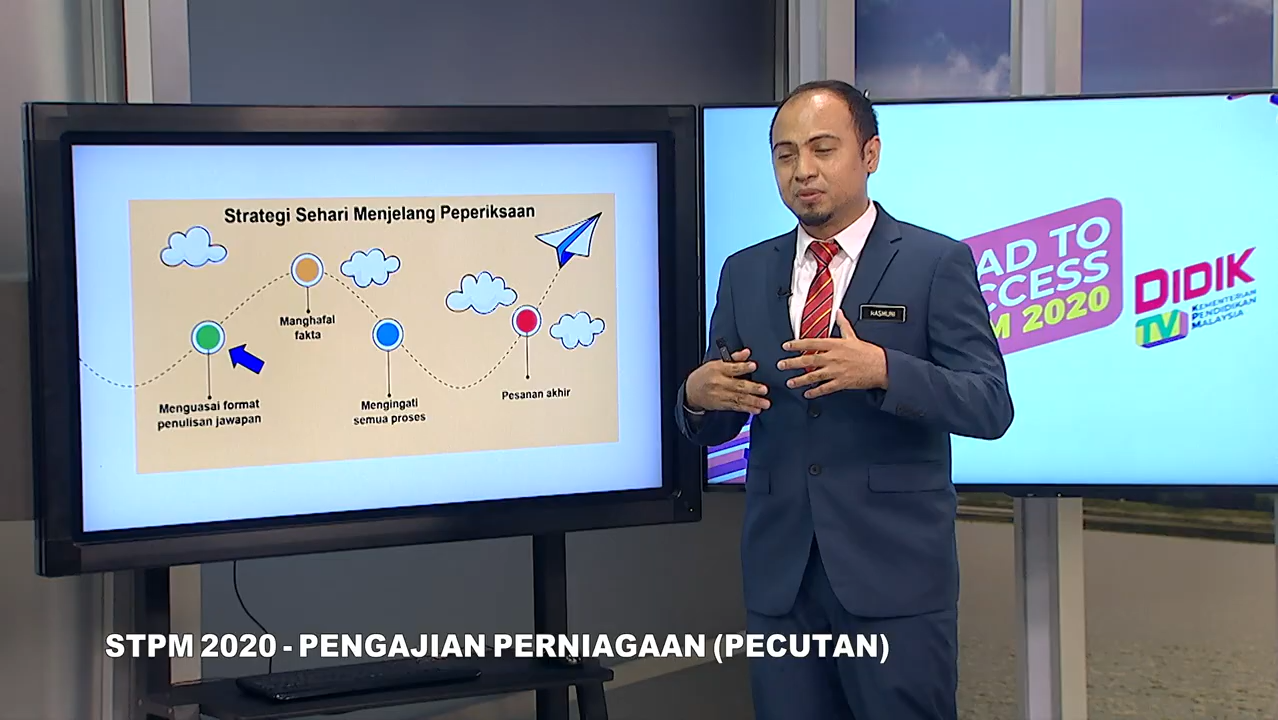 Strategi Sehari Menjelang Peperiksaan
Manghafal
fakta
Menguasai format
penulisan jawapan
Mengingati
semua proses
Pesanan akhir
HASHURI
AD TO
CCESS
M 2020
DIDIK
TV
KEMENTERIAN
PENDIDIKAN
MALAYSIA
STPM 2020 - PENGAJIAN PERNIAGAAN (PECUTAN)